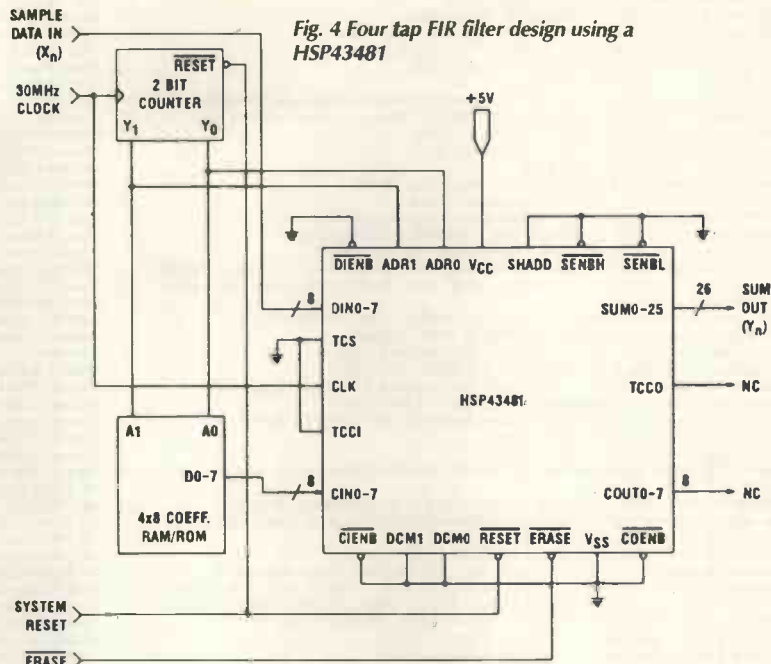 Fig. 4 Four tap FIR filter design using a
HSP43481
SAMPLE
DATA IN
(Xn)
30MHz
CLOCK
RESET
2 BIT
COUNTER
Y1 Y0
+5V
DIENB ADR1 ADR0 VCC SHADD SENBH SENBL
8
DIN0-7
TCS
CLK
TCCI
8
CIN0-7
HSP43481
SUM0-25
26
SUM
OUT
(Yn)
TCCO
NC
COUT0-7
8
NC
A1 A0
D0-7
4x8 COEFF.
RAM/ROM
CIENB DCM1 DCM0 RESET ERASE VSS COENB
SYSTEM
RESET
ERASE